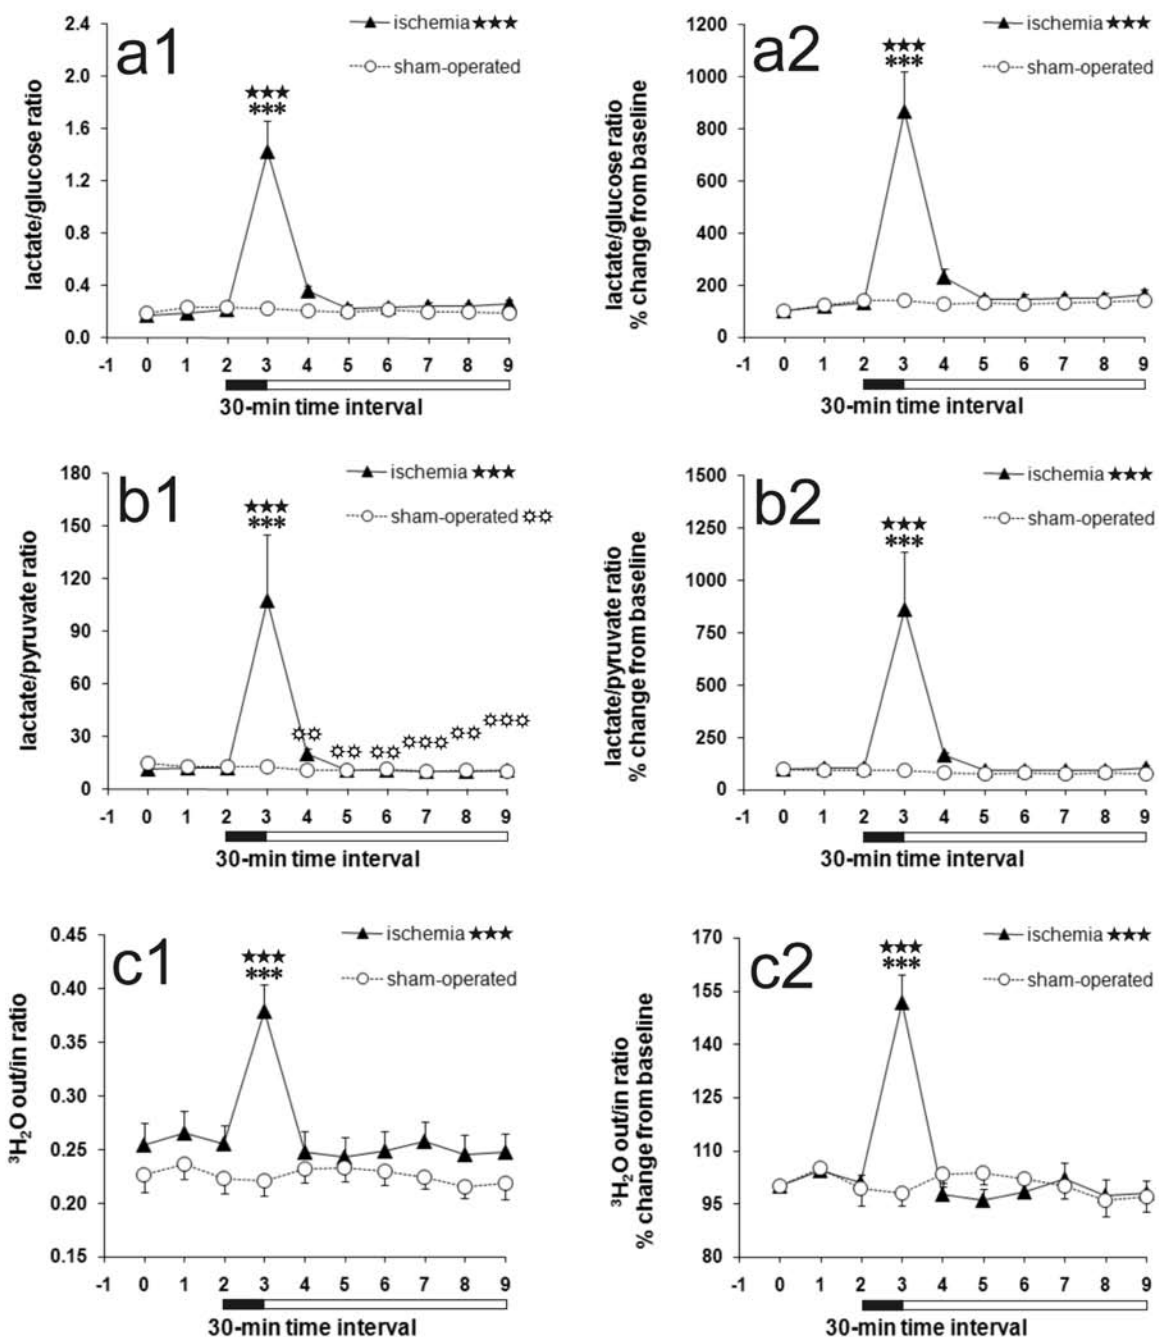 a1
ischemia ★★★
sham-operated
★★★
***
lactate/glucose ratio
2.4
2.0
1.6
1.2
0.8
0.4
0.0
-1 0 1 2 3 4 5 6 7 8 9
30-min time interval
a2
ischemia ★★★
sham-operated
★★★
***
lactate/glucose ratio
% change from baseline
1200
1000
800
600
400
200
0
-1 0 1 2 3 4 5 6 7 8 9
30-min time interval
b1
ischemia ★★★
sham-operated ☼☼
★★★
***
☼☼ ☼☼ ☼☼ ☼☼☼ ☼☼ ☼☼☼
lactate/pyruvate ratio
180
150
120
90
60
30
0
-1 0 1 2 3 4 5 6 7 8 9
30-min time interval
b2
ischemia ★★★
sham-operated
★★★
***
lactate/pyruvate ratio
% change from baseline
1500
1250
1000
750
500
250
0
-1 0 1 2 3 4 5 6 7 8 9
30-min time interval
c1
ischemia ★★★
sham-operated
★★★
***
³H₂O out/in ratio
0.45
0.40
0.35
0.30
0.25
0.20
0.15
-1 0 1 2 3 4 5 6 7 8 9
30-min time interval
c2
ischemia ★★★
sham-operated
★★★
***
³H₂O out/in ratio
% change from baseline
170
155
140
125
110
95
80
-1 0 1 2 3 4 5 6 7 8 9
30-min time interval